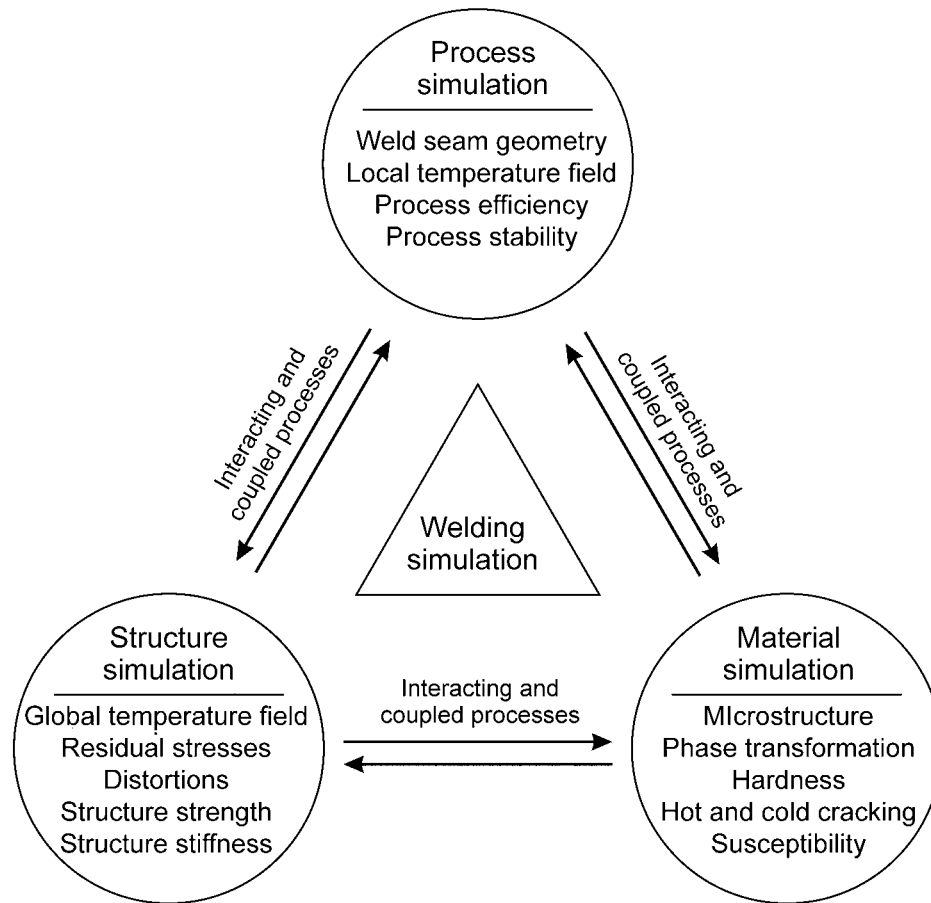 Process
simulation
Weld seam geometry
Local temperature field
Process efficiency
Process stability
Interacting and
coupled processes
Interacting and
coupled processes
Welding
simulation
Structure
simulation
Global temperature field
Residual stresses
Distortions
Structure strength
Structure stiffness
Interacting and
coupled processes
Material
simulation
MIcrostructure
Phase transformation
Hardness
Hot and cold cracking
Susceptibility